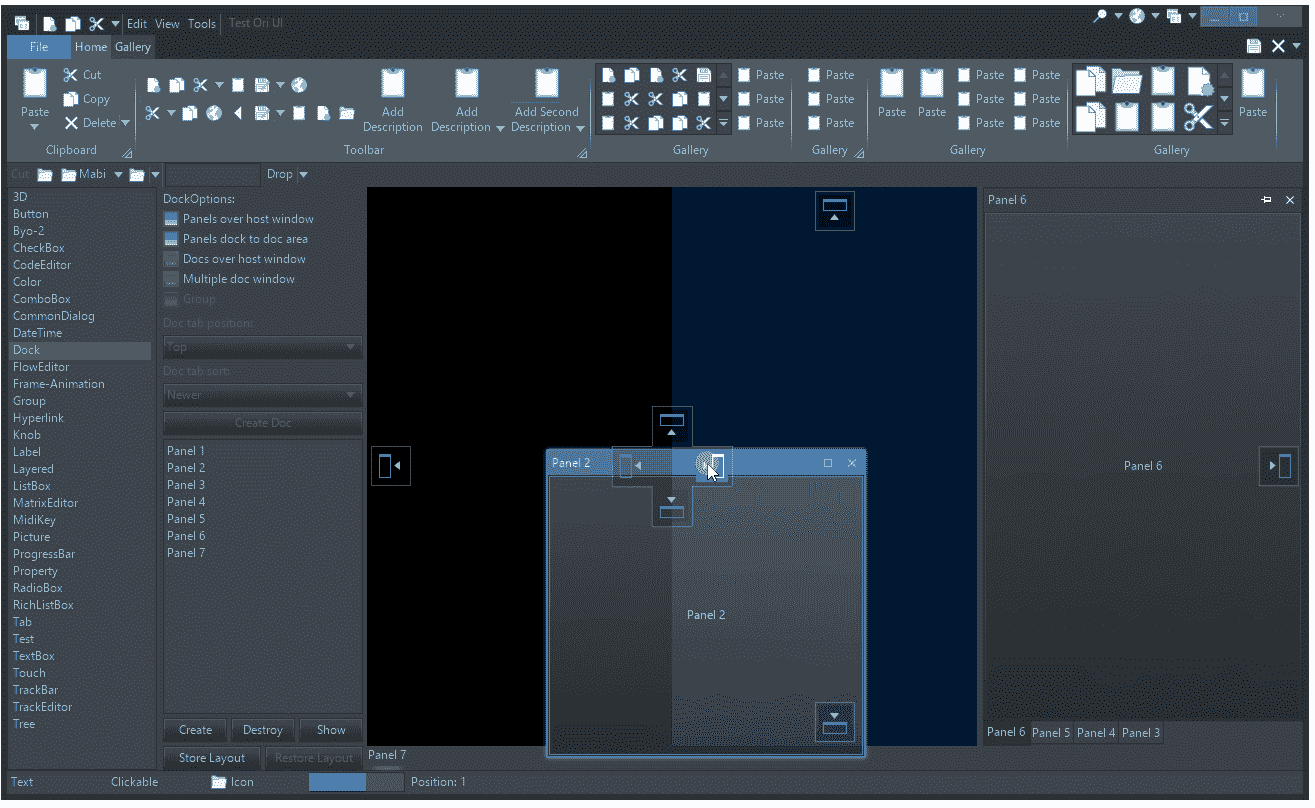 Edit View Tools Test Ori UI
File Home Gallery
Paste Cut Copy Delete
Add Description Add Description Add Second Description
Paste Paste Paste
Paste Paste Paste
Paste Paste
Paste Paste
Paste Paste
Paste Paste
Paste
Clipboard Toolbar Gallery Gallery Gallery Gallery
Cut Mabi Drop
3D
Button
Byo-2
CheckBox
CodeEditor
Color
ComboBox
CommonDialog
DateTime
Dock
FlowEditor
Frame-Animation
Group
Hyperlink
Knob
Label
Layered
ListBox
MatrixEditor
MidiKey
Picture
ProgressBar
Property
RadioBox
RichListBox
Tab
Test
TextBox
Touch
TrackBar
TrackEditor
Tree
DockOptions:
Panels over host window
Panels dock to doc area
Docs over host window
Multiple doc window
Group
Doc tab position:
Top
Doc tab sort:
Newer
Create Doc
Panel 1
Panel 2
Panel 3
Panel 4
Panel 5
Panel 6
Panel 7
Create Destroy Show
Store Layout Restore Layout
Panel 7
Panel 2
Panel 2
Panel 6
Panel 6
Panel 6 Panel 5 Panel 4 Panel 3
Text Clickable Icon Position: 1